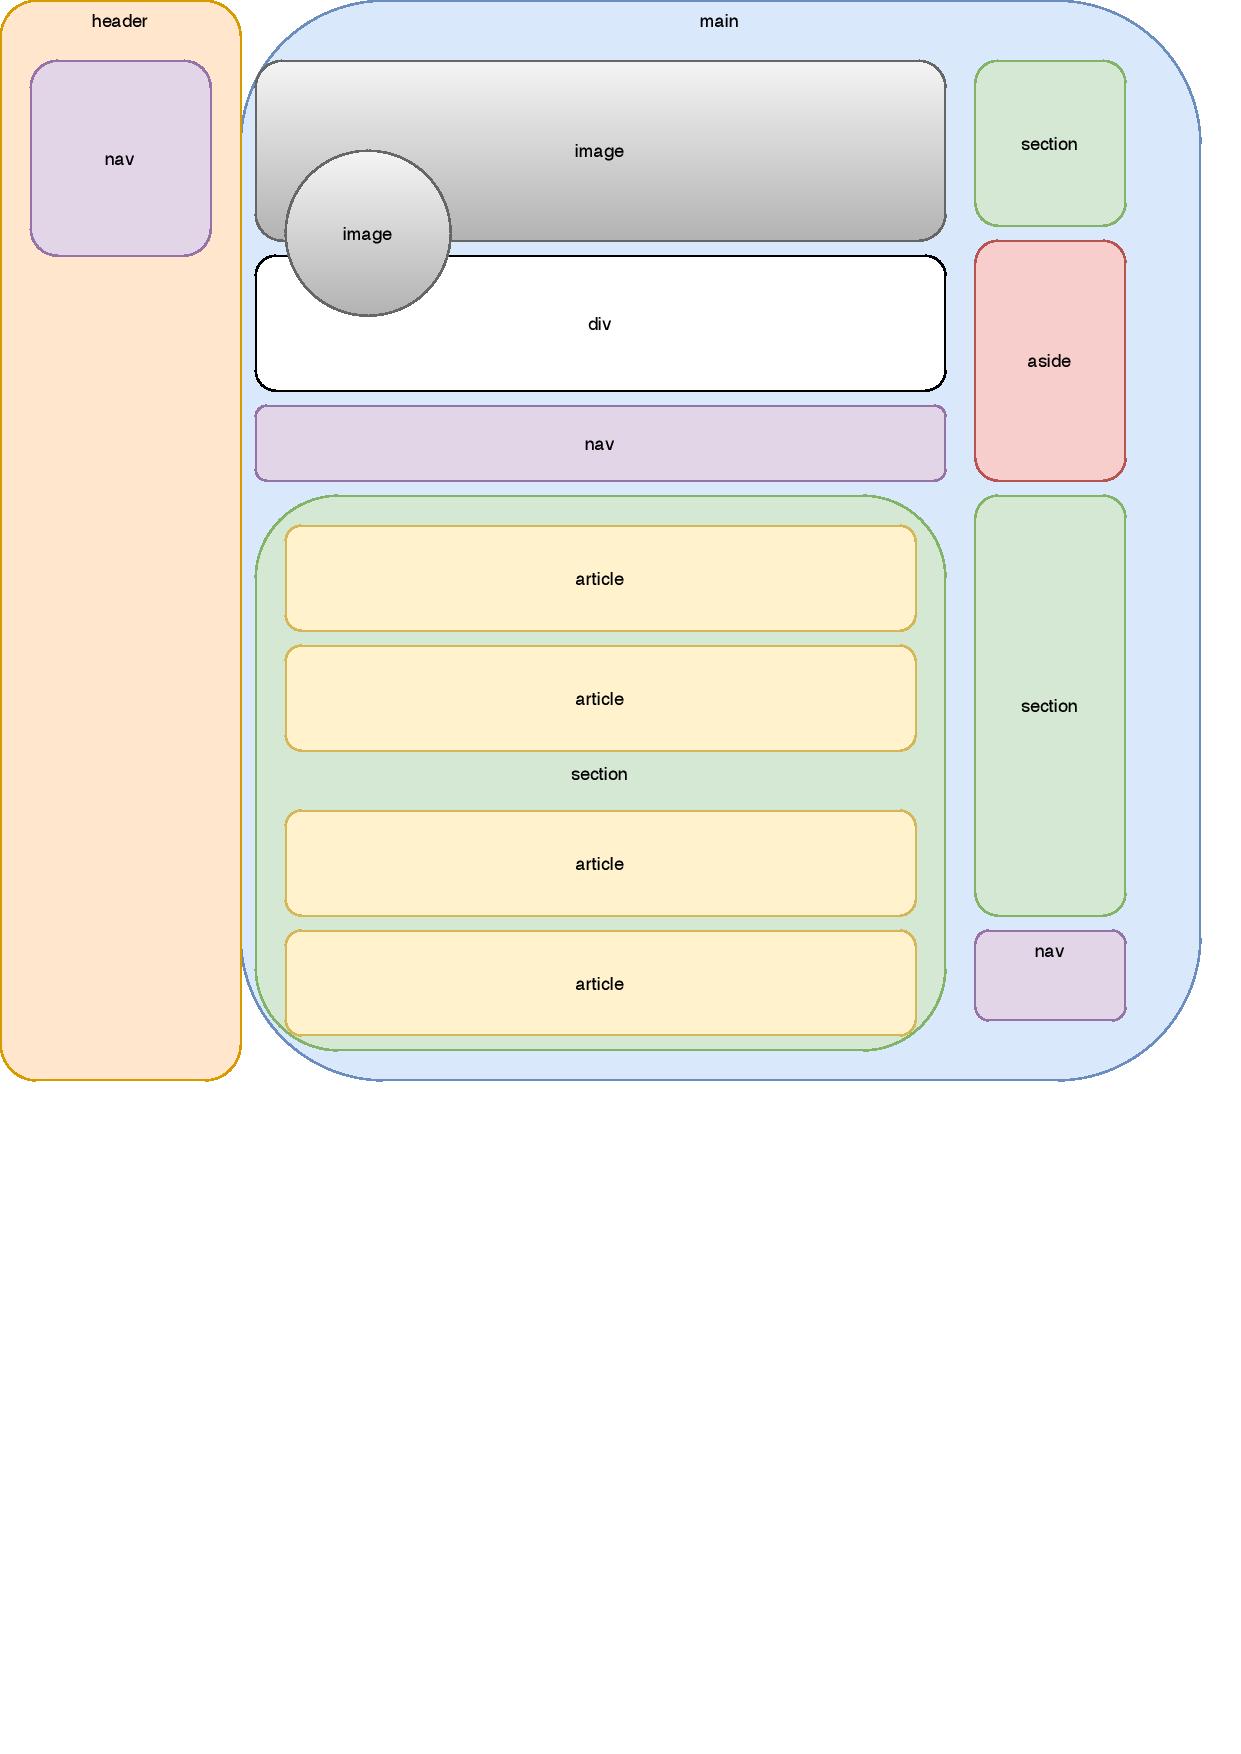 header
nav
main
image
image
div
nav
article
article
section
article
article
section
aside
section
nav